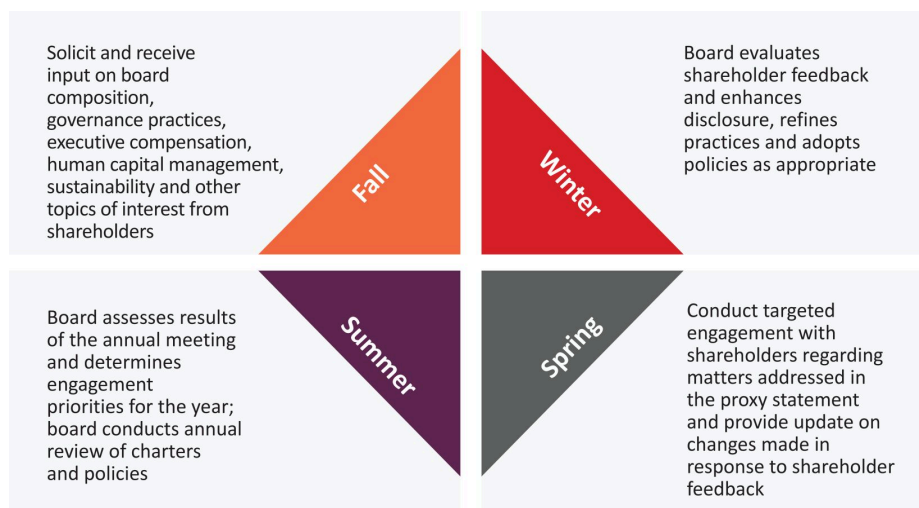 Solicit and receive
input on board
composition,
governance practices,
executive compensation,
human capital management,
sustainability and other
topics of interest from
shareholders
Fall
Winter
Board evaluates
shareholder feedback
and enhances
disclosure, refines
practices and adopts
policies as appropriate
Board assesses results
of the annual meeting
and determines
engagement
priorities for the year;
board conducts annual
review of charters
and policies
Summer
Spring
Conduct targeted
engagement with
shareholders regarding
matters addressed in
the proxy statement
and provide update on
changes made in
response to shareholder
feedback